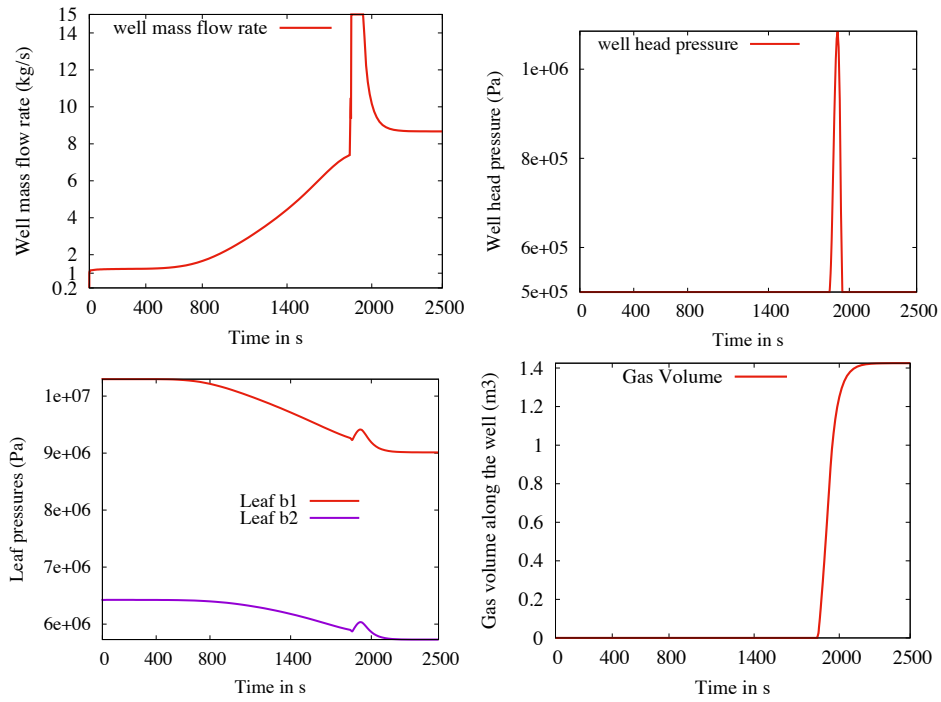 well mass flow rate
Well mass flow rate (kg/s)
15
14
12
10
8
6
4
2
1
0.2
0 400 800 1400 2000 2500
Time in s
well head pressure
Well head pressure (Pa)
1e+06
8e+05
6e+05
5e+05
0 400 800 1400 2000 2500
Time in s
Leaf pressures (Pa)
1e+07
9e+06
8e+06
7e+06
6e+06
Leaf b1
Leaf b2
0 400 800 1400 2000 2500
Time in s
Gas Volume
Gas volume along the well (m3)
1.4
1.2
1
0.8
0.6
0.4
0.2
0
0 400 800 1400 2000 2500
Time in s